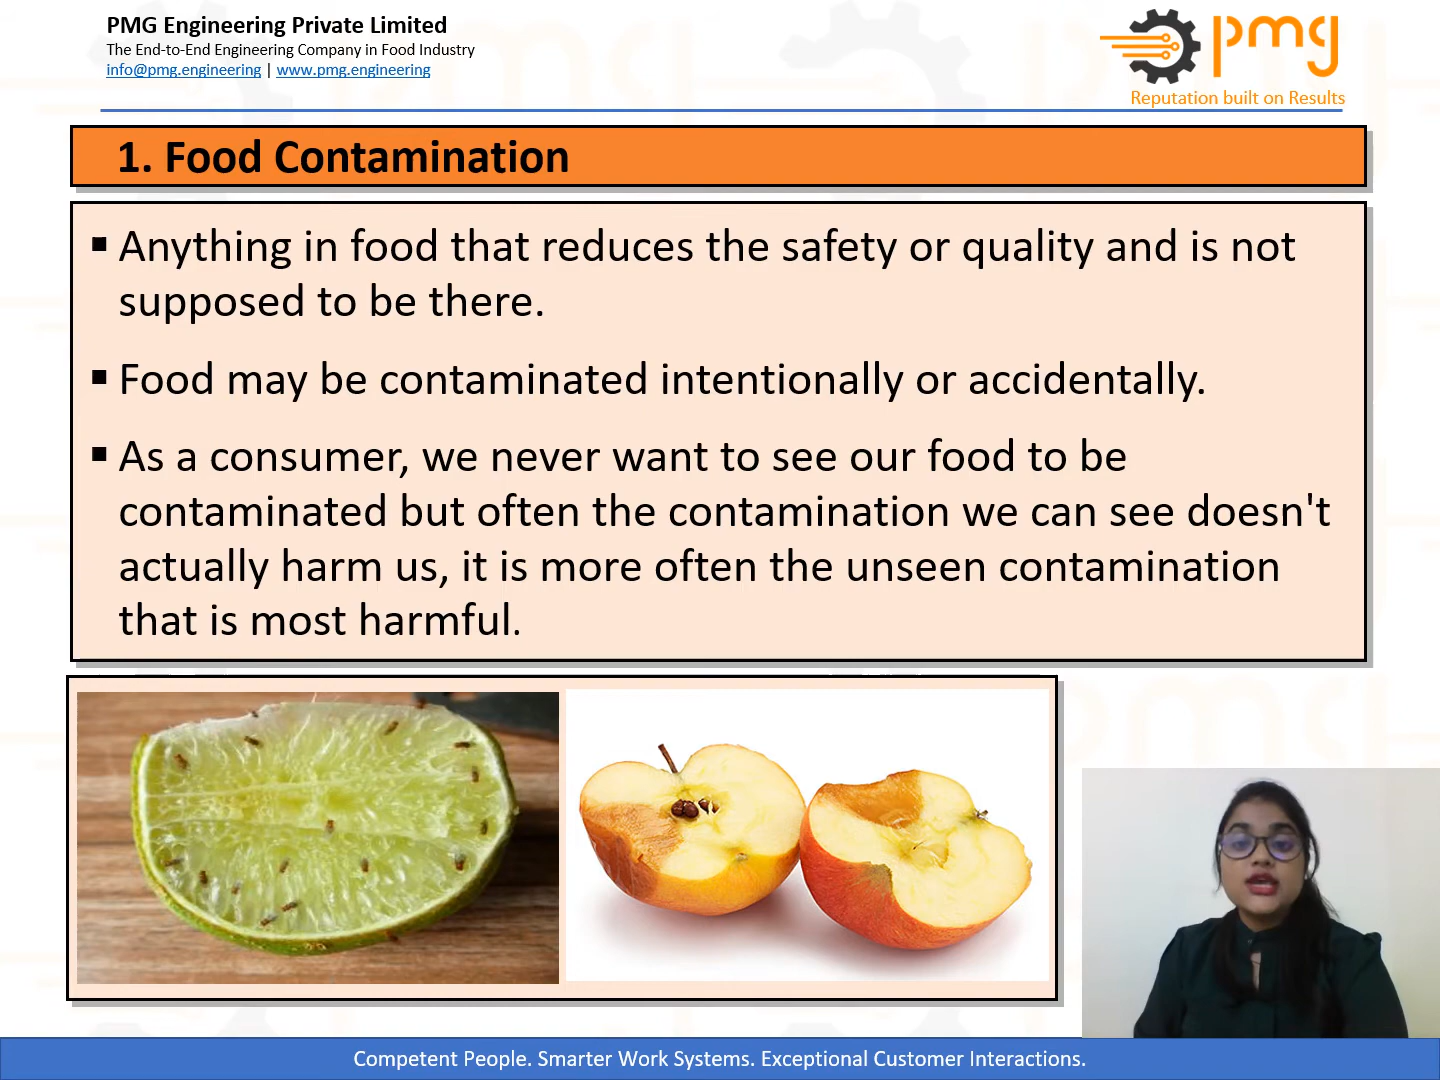 PMG Engineering Private Limited
The End-to-End Engineering Company in Food Industry
info@pmg.engineering | www.pmg.engineering
pmg
Reputation built on Results
1. Food Contamination
▪ Anything in food that reduces the safety or quality and is not
supposed to be there.
▪ Food may be contaminated intentionally or accidentally.
▪ As a consumer, we never want to see our food to be
contaminated but often the contamination we can see doesn't
actually harm us, it is more often the unseen contamination
that is most harmful.
pmg
Competent People. Smarter Work Systems. Exceptional Customer Interactions.